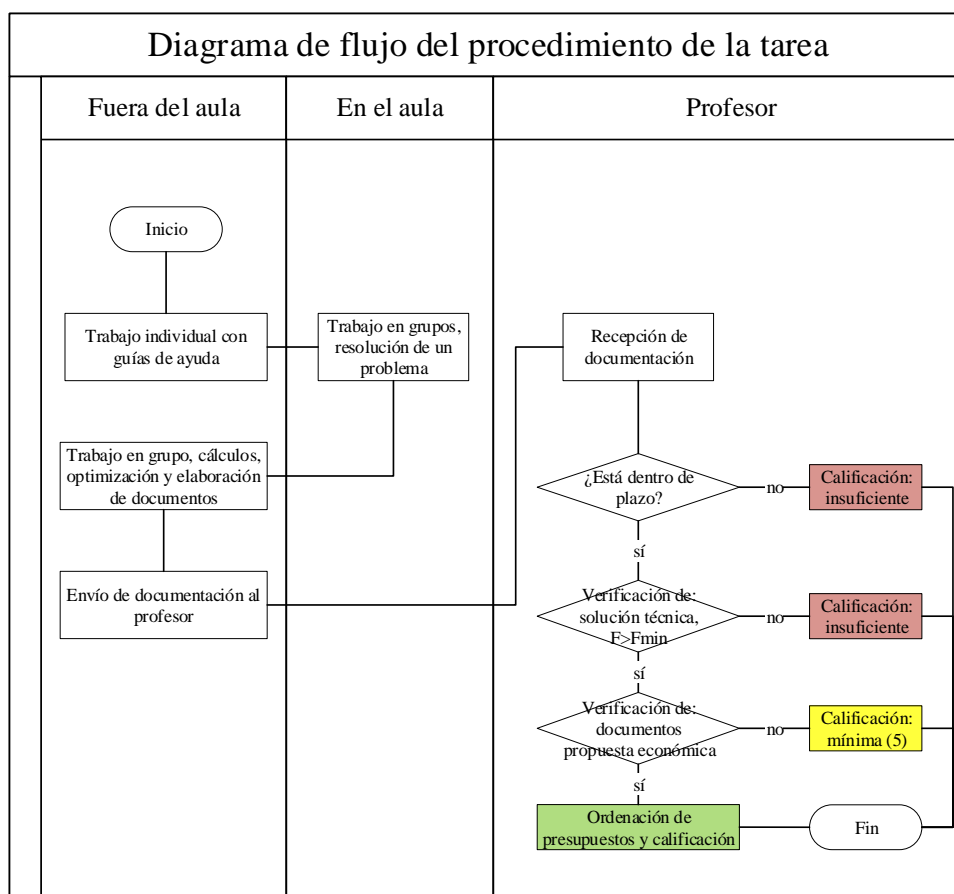 Diagrama de flujo del procedimiento de la tarea
Fuera del aula
En el aula
Profesor
Inicio
Trabajo individual con
guías de ayuda
Trabajo en grupos,
resolución de un
problema
Recepción de
documentación
Trabajo en grupo, cálculos,
optimización y elaboración
de documentos
¿Está dentro de
plazo?
no
Calificación:
insuficiente
sí
Envío de documentación al
profesor
Verificación de:
solución técnica,
F>Fmin
no
Calificación:
insuficiente
sí
Verificación de:
documentos
propuesta económica
no
Calificación:
mínima (5)
sí
Ordenación de
presupuestos y calificación
Fin